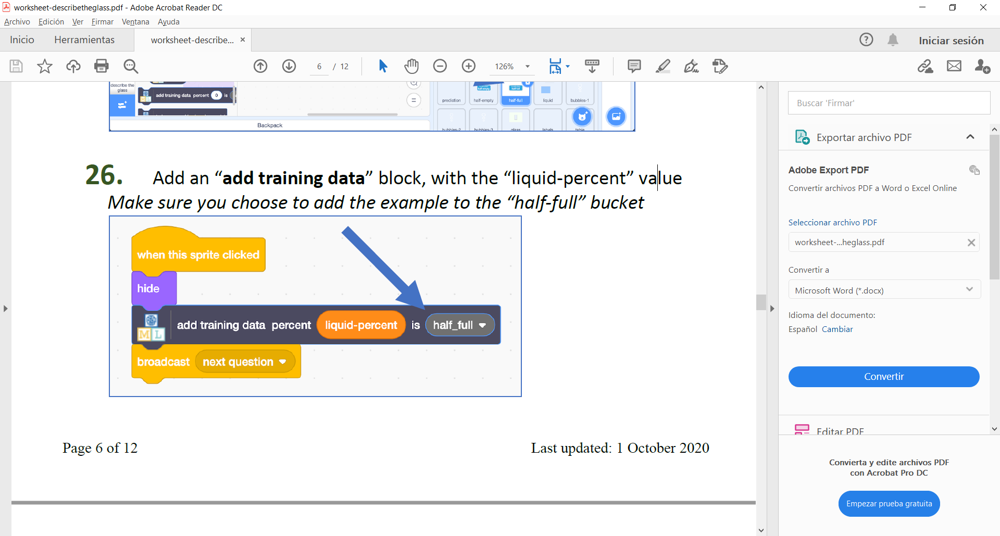 worksheet-describetheglass.pdf - Adobe Acrobat Reader DC
Archivo Edición Ver Firmar Ventana Ayuda
Inicio Herramientas worksheet-describe... × Iniciar sesión
6 / 12 126%
describe the
glass
add training data percent 0 is
Backpack
prediction half-empty half-full liquid bubbles-1
bubbles-2 bubbles-3 glass labels table
26. Add an “add training data” block, with the “liquid-percent” value
Make sure you choose to add the example to the “half-full” bucket
when this sprite clicked
hide
M L add training data percent liquid-percent is half_full
broadcast next question
Page 6 of 12 Last updated: 1 October 2020
Buscar 'Firmar'
Exportar archivo PDF
Adobe Export PDF
Convertir archivos PDF a Word o Excel Online
Seleccionar archivo PDF
worksheet-...heglass.pdf
Convertir a
Microsoft Word (*.docx)
Idioma del documento:
Español Cambiar
Convertir
Editar PDF
Convierta y edite archivos PDF
con Acrobat Pro DC
Empezar prueba gratuita